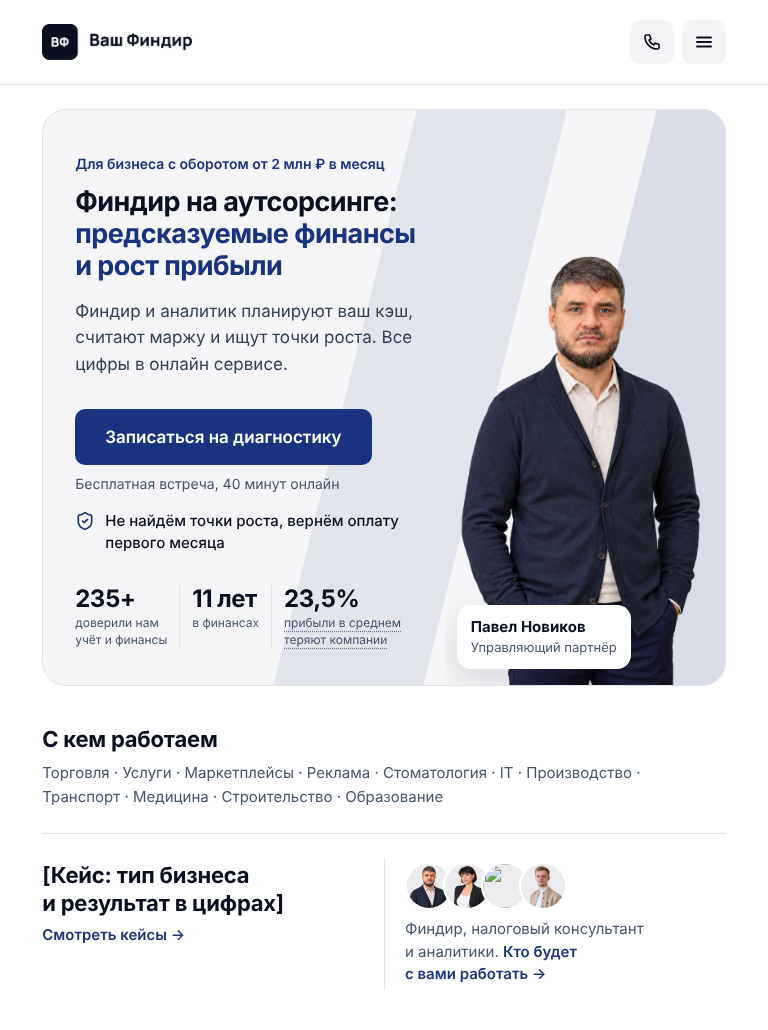 ВФ
Ваш Финдир
Для бизнеса с оборотом от 2 млн ₽ в месяц
Финдир на аутсорсинге:
предсказуемые финансы
и рост прибыли
Финдир и аналитик планируют ваш кэш,
считают маржу и ищут точки роста. Все
цифры в онлайн сервисе.
Записаться на диагностику
Бесплатная встреча, 40 минут онлайн
Не найдём точки роста, вернём оплату
первого месяца
235+
доверили нам
учёт и финансы
11 лет
в финансах
23,5%
прибыли в среднем
теряют компании
Павел Новиков
Управляющий партнёр
С кем работаем
Торговля · Услуги · Маркетплейсы · Реклама · Стоматология · IT · Производство ·
Транспорт · Медицина · Строительство · Образование
[Кейс: тип бизнеса
и результат в цифрах]
Смотреть кейсы →
Финдир, налоговый консультант
и аналитики. Кто будет
с вами работать →